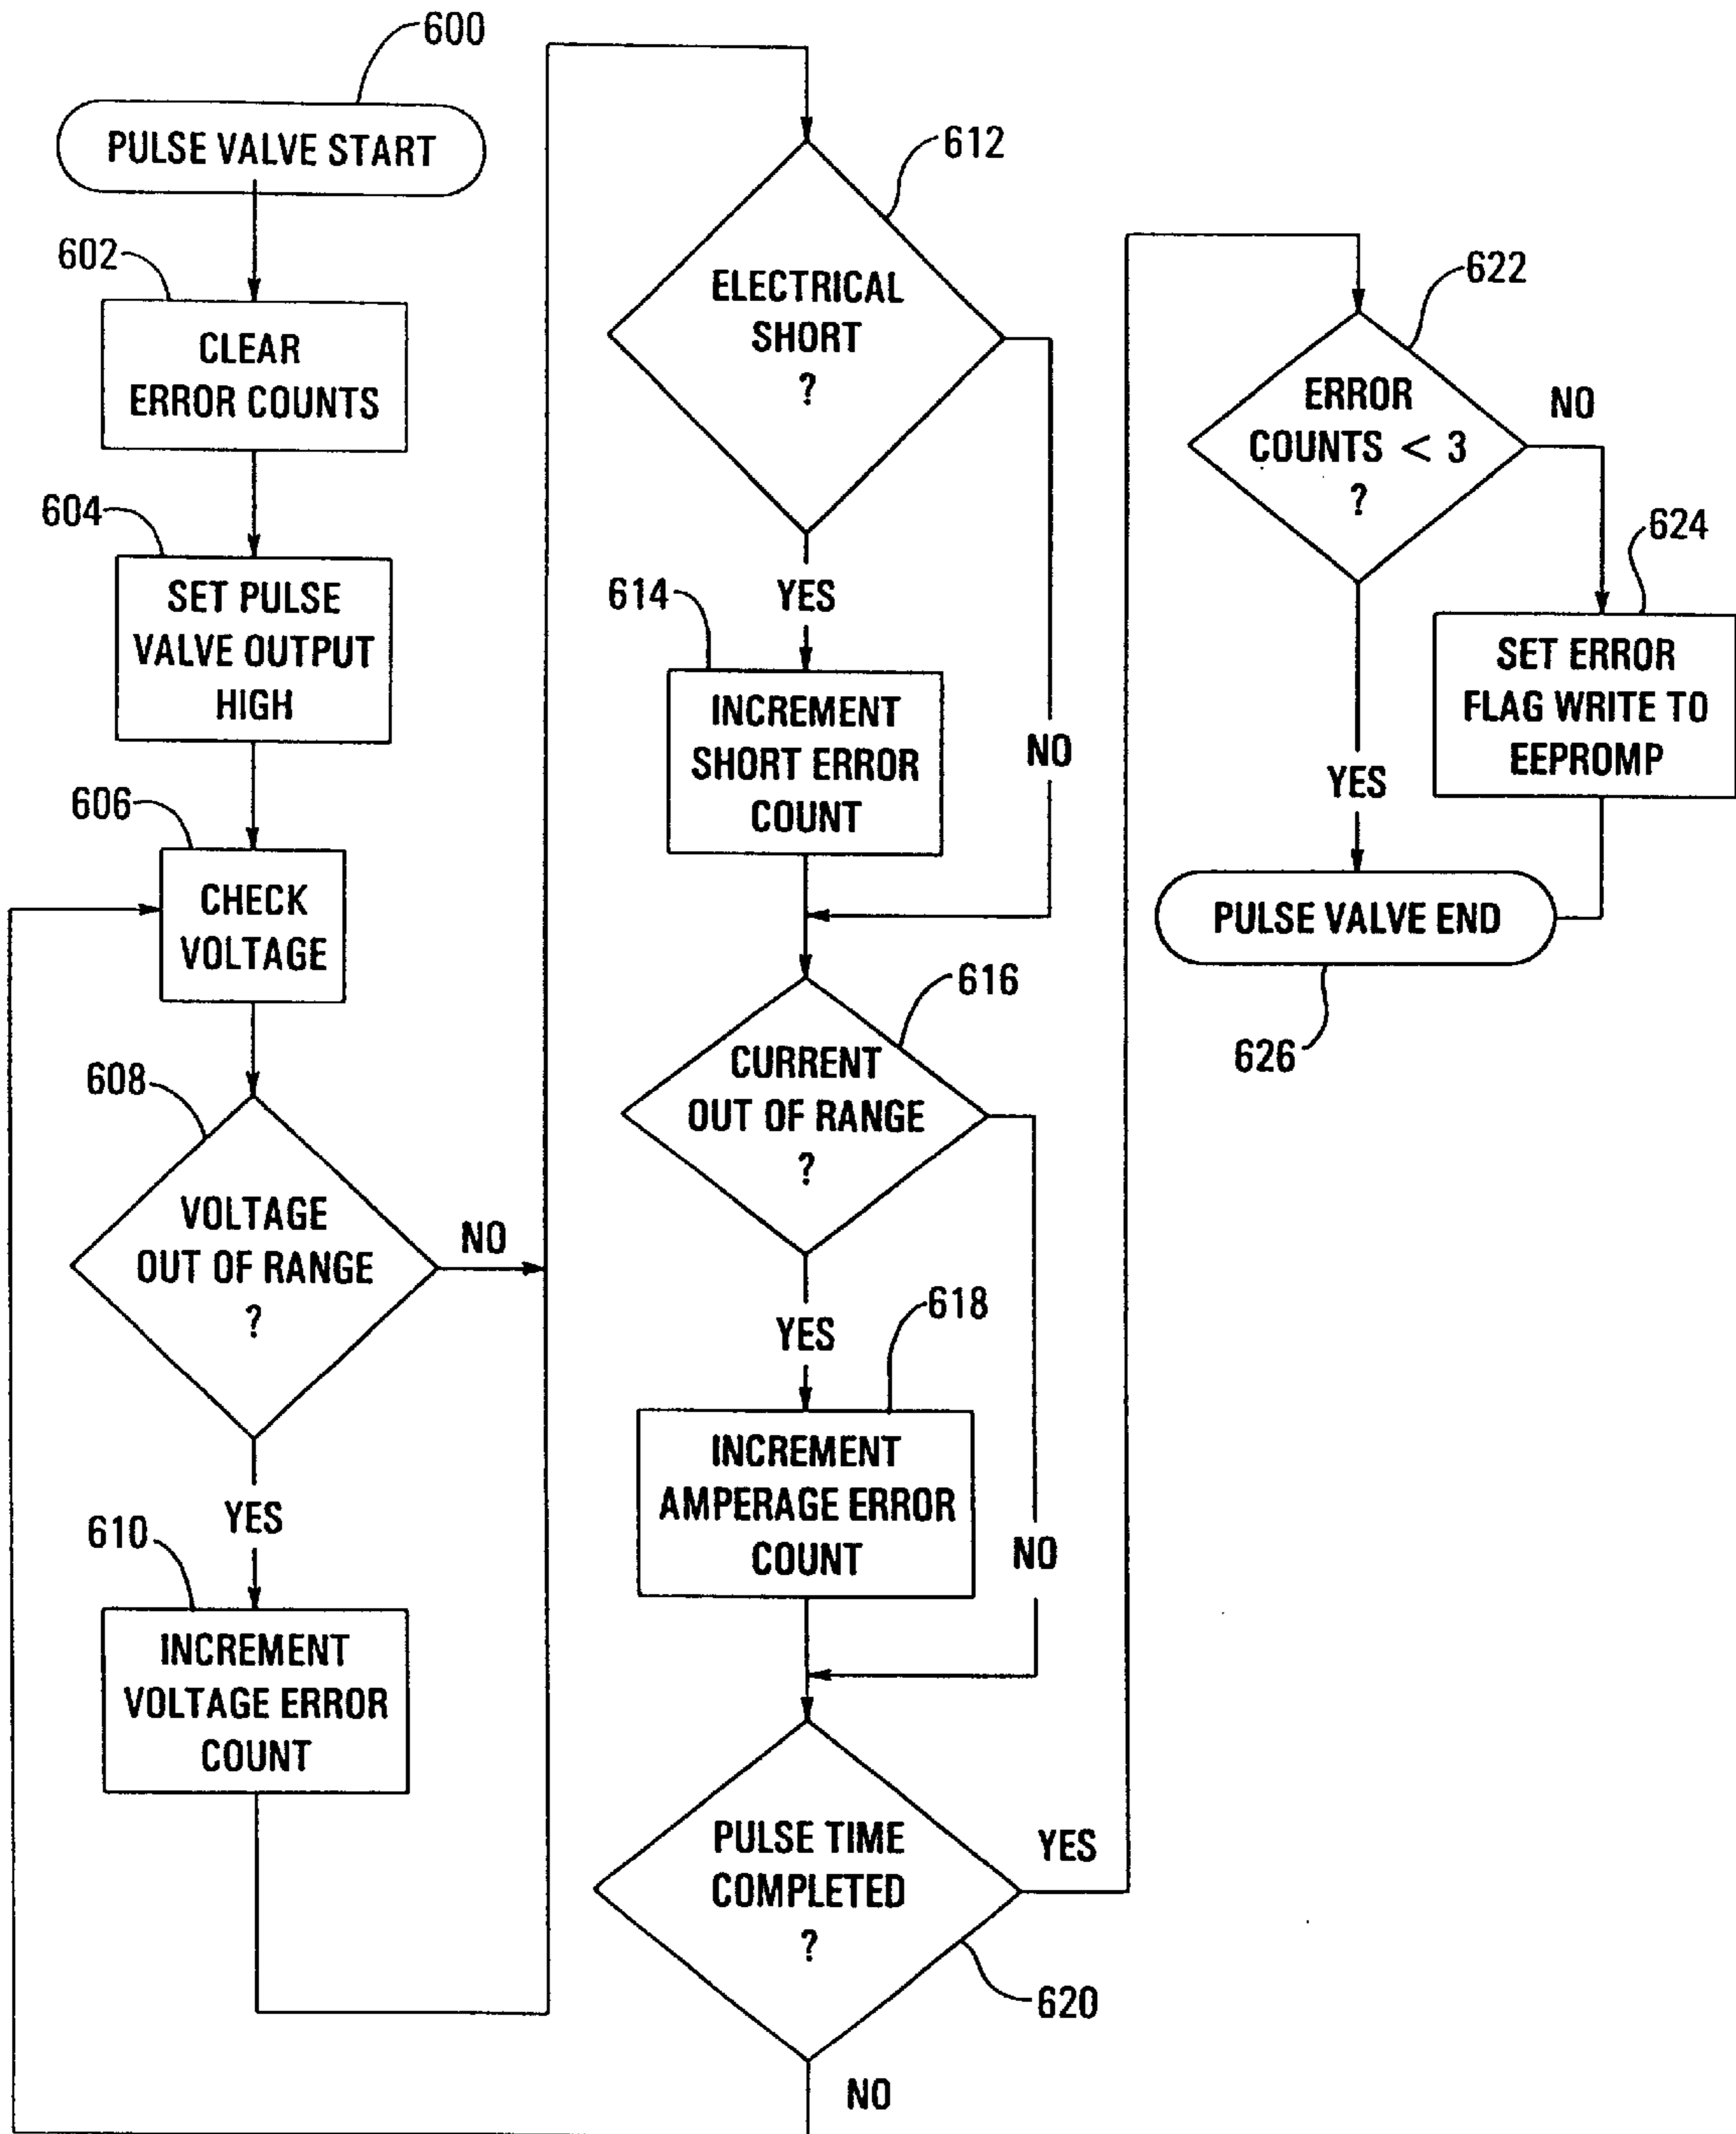 600
PULSE VALVE START
602
CLEAR
ERROR COUNTS
604
SET PULSE
VALVE OUTPUT
HIGH
606
CHECK
VOLTAGE
608
VOLTAGE
OUT OF RANGE
?
NO
YES
610
INCREMENT
VOLTAGE ERROR
COUNT
612
ELECTRICAL
SHORT
?
YES
NO
614
INCREMENT
SHORT ERROR
COUNT
616
CURRENT
OUT OF RANGE
?
YES
NO
618
INCREMENT
AMPERAGE ERROR
COUNT
PULSE TIME
COMPLETED
?
YES
620
NO
622
ERROR
COUNTS < 3
?
NO
YES
624
SET ERROR
FLAG WRITE TO
EEPROMP
PULSE VALVE END
626